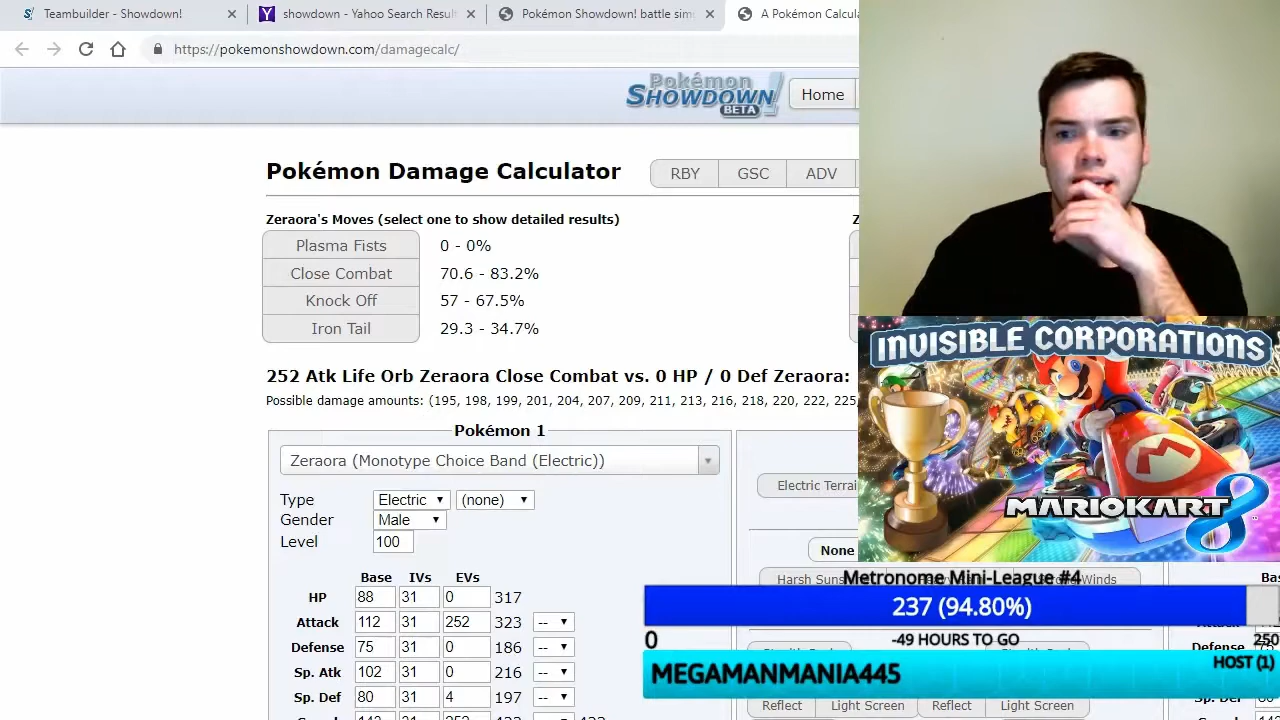 Teambuilder - Showdown!
showdown - Yahoo Search Resul
Pokémon Showdown! battle sim
A Pokémon Calcula
https://pokemonshowdown.com/damagecalc/
Pokémon
SHOWDOWN!
BETA
Home
Pokémon Damage Calculator
RBY
GSC
ADV
Zeraora's Moves (select one to show detailed results)
Z
Plasma Fists 0 - 0%
Close Combat 70.6 - 83.2%
Knock Off 57 - 67.5%
Iron Tail 29.3 - 34.7%
252 Atk Life Orb Zeraora Close Combat vs. 0 HP / 0 Def Zeraora:
Possible damage amounts: (195, 198, 199, 201, 204, 207, 209, 211, 213, 216, 218, 220, 222, 225,
Pokémon 1
Zeraora (Monotype Choice Band (Electric))
Type Electric (none)
Gender Male
Level 100
Base IVs EVs
HP 88 31 0 317
Attack 112 31 252 323 --
Defense 75 31 0 186 --
Sp. Atk 102 31 0 216 --
Sp. Def 80 31 4 197 --
Electric Terrai
None
Harsh Suns
Winds
Reflect
Light Screen
Reflect
Light Screen
Ba
INVISIBLE CORPORATIONS
MARIOKART 8
Metronome Mini-League #4
237 (94.80%)
0
-49 HOURS TO GO
250
MEGAMANMANIA445
HOST (1)